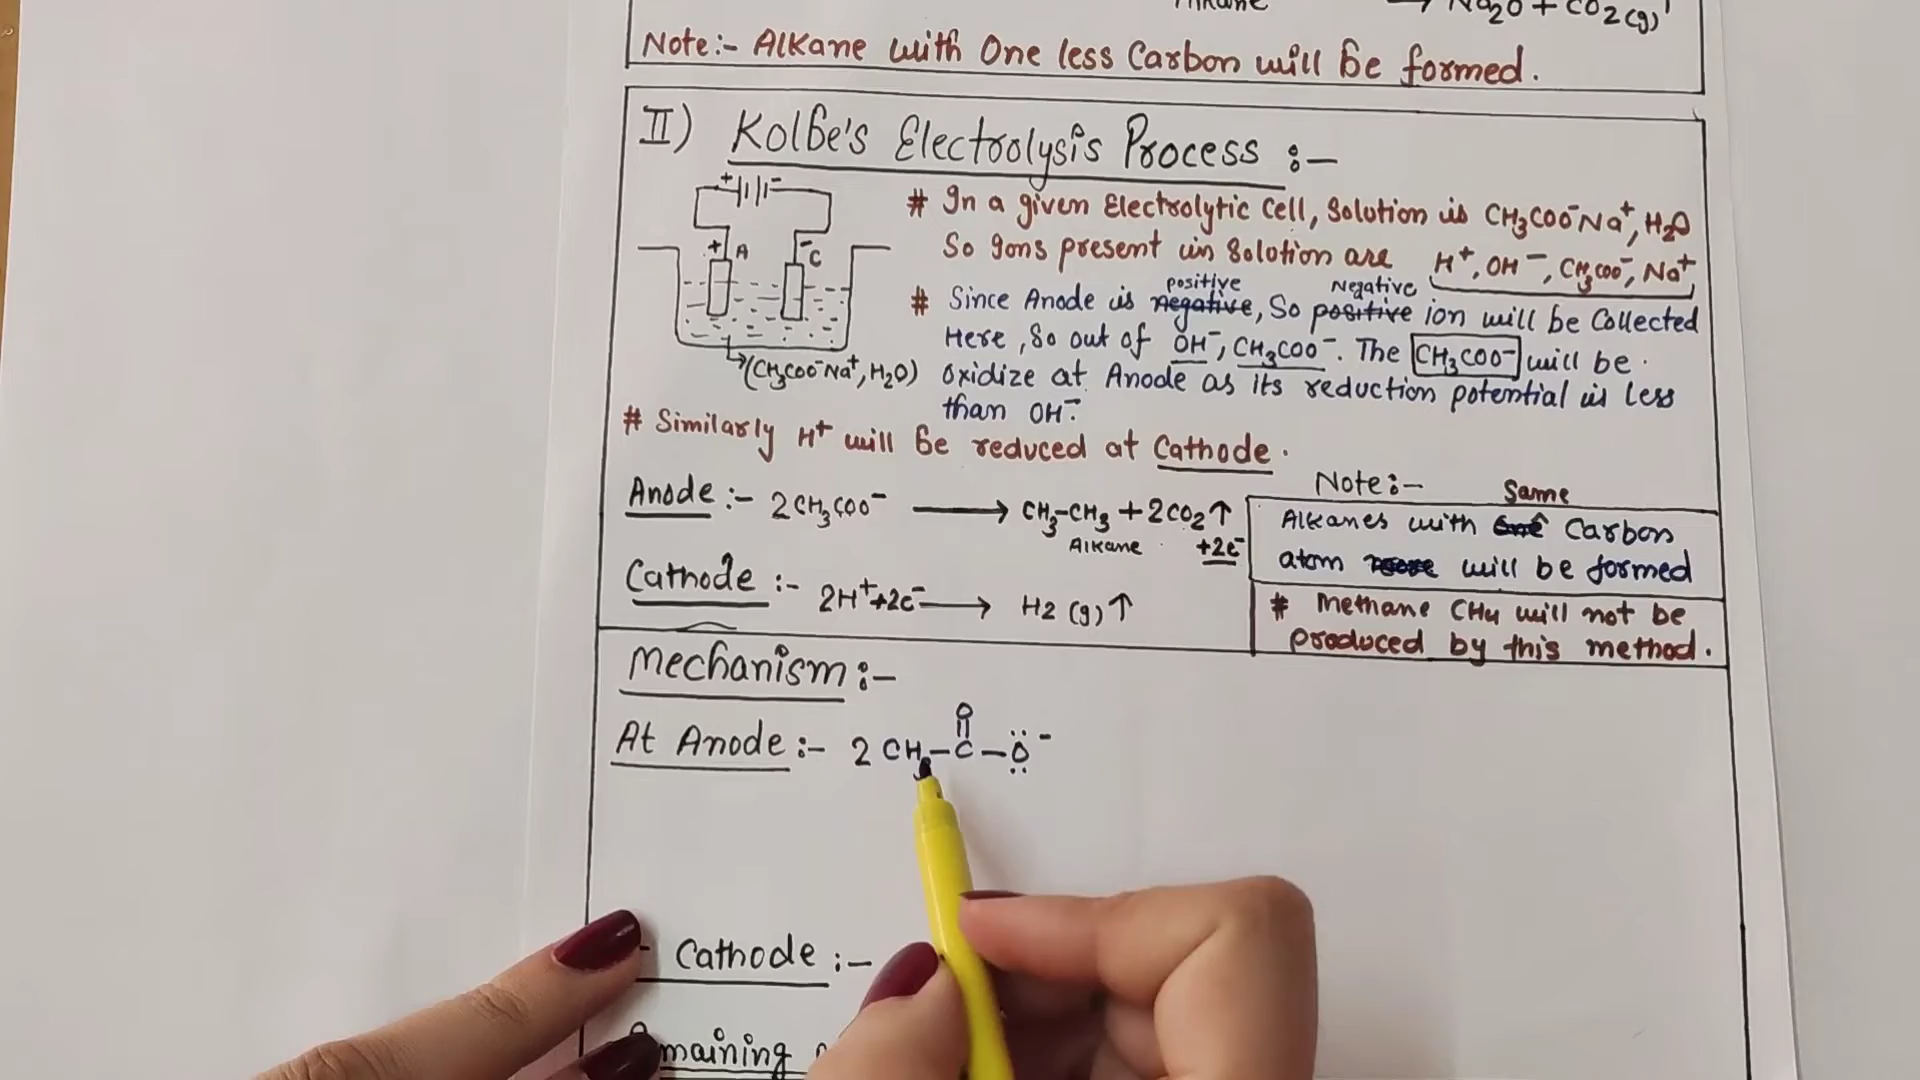 → Na2O + CO2(g)↑
Note:- Alkane with One less Carbon will be formed.
II) Kolbe's Electrolysis Process :-
+ -
+ A - C
(CH3COO⁻Na⁺, H2O)
# In a given Electrolytic Cell, Solution is CH3COO⁻Na⁺, H2O
So Ions present in Solution are H⁺, OH⁻, CH3COO⁻, Na⁺
positive Negative
# Since Anode is negative, So positive ion will be Collected
Here, So out of OH⁻, CH3COO⁻. The CH3COO⁻ will be.
oxidize at Anode as its reduction potential is less
than OH⁻.
# Similarly H⁺ will be reduced at Cathode.
Anode :- 2CH3COO⁻ → CH3-CH3 + 2CO2↑
Alkane +2e⁻
Cathode :- 2H⁺+2e⁻ → H2 (g)↑
Note:- Same
Alkanes with one Carbon
atom more will be formed
# Methane CH4 will not be
produced by this method.
Mechanism :-
O
At Anode :- 2 CH3-C-O⁻
Cathode :-
maining